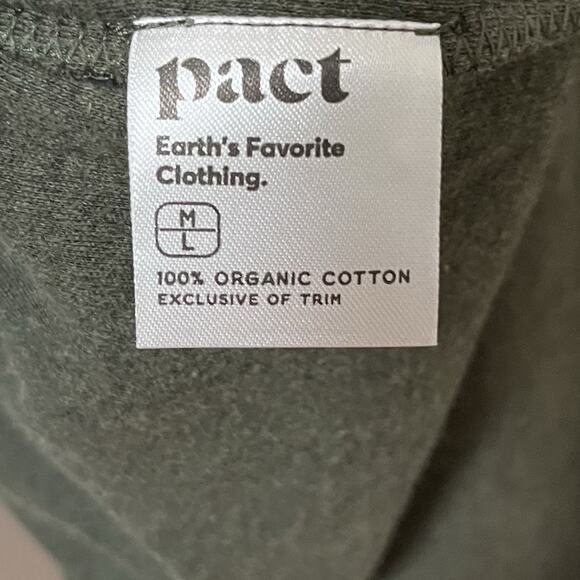 pact
Earth's Favorite
Clothing.
M
L
100% ORGANIC COTTON
EXCLUSIVE OF TRIM